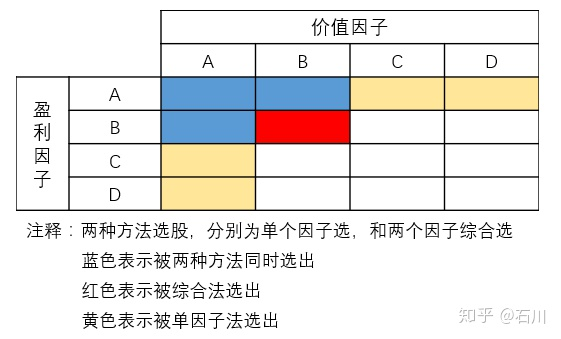 价值因子
A B C D
盈利因子
A
B
C
D
注释：两种方法选股，分别为单个因子选，和两个因子综合选
蓝色表示被两种方法同时选出
红色表示被综合法选出
黄色表示被单因子法选出
知乎 @石川